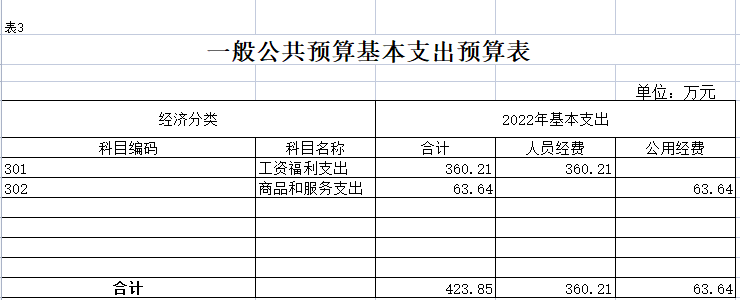 表3
一般公共预算基本支出预算表
单位：万元
经济分类 2022年基本支出
科目编码 科目名称 合计 人员经费 公用经费
301 工资福利支出 360.21 360.21
302 商品和服务支出 63.64 63.64
合计 423.85 360.21 63.64